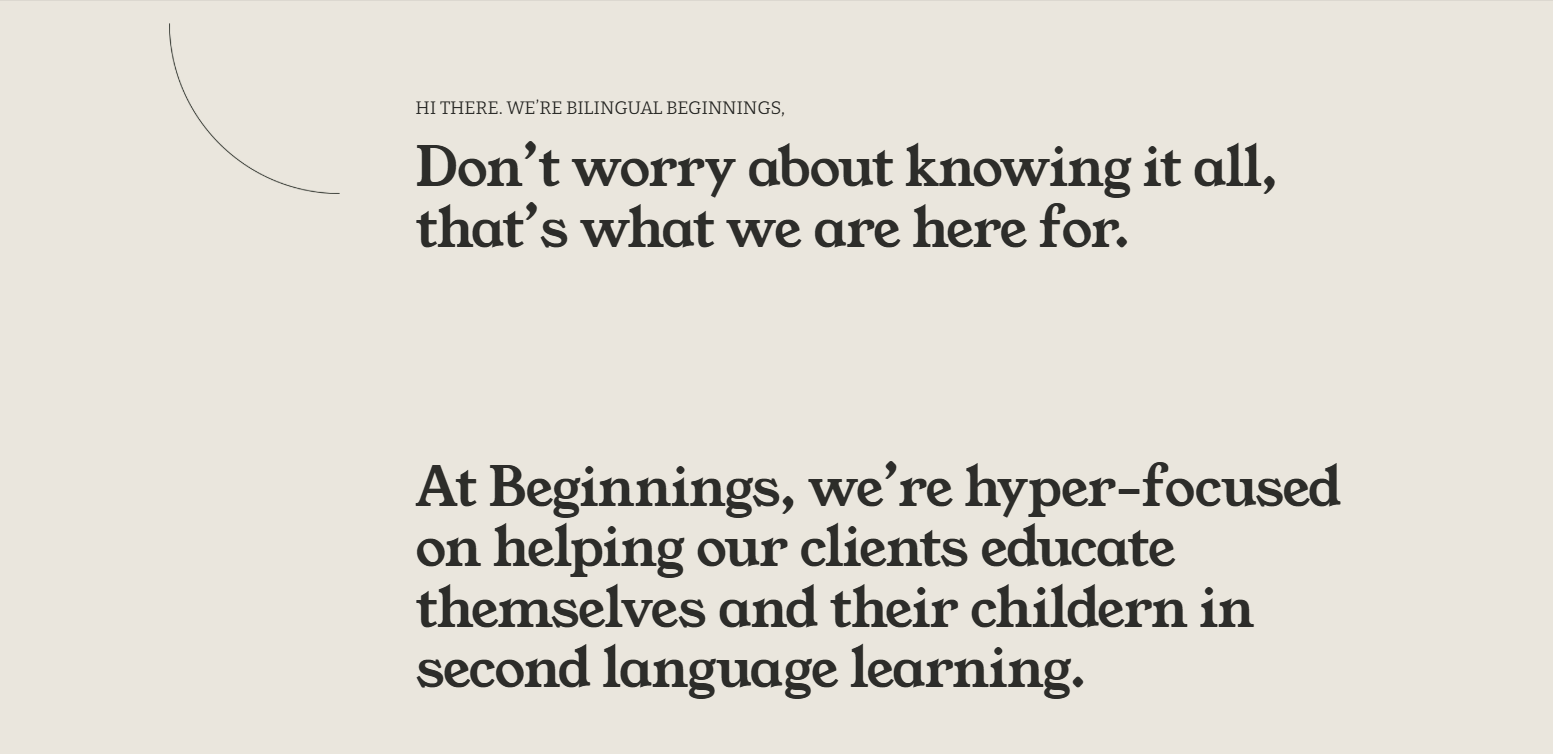 HI THERE. WE’RE BILINGUAL BEGINNINGS,
Don’t worry about knowing it all,
that’s what we are here for.
At Beginnings, we’re hyper-focused
on helping our clients educate
themselves and their childern in
second language learning.